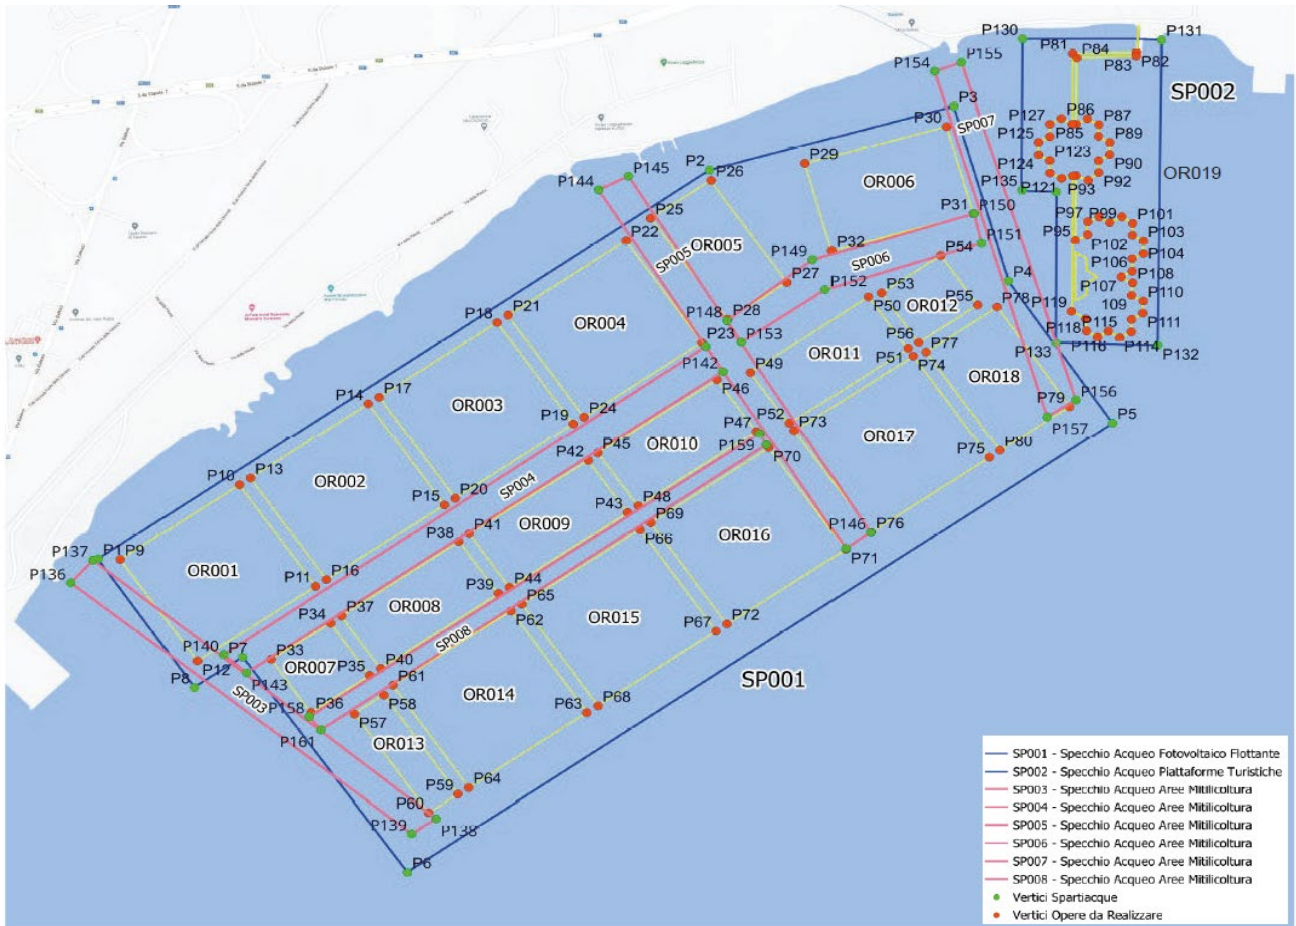 P130
P131
P81
P84
P83
P82
P155
P154
SP002
P3
P30
SP007
P127
P86
P87
P125
P85
P89
P123
P124
P90
P135
P121
P93
P92
OR019
P144
P145
P2
P26
P29
OR006
P25
P22
OR005
SP005
P31
P150
P151
P149
P32
SP006
P54
P27
P152
P4
P97
P99
P101
P95
P102
P103
P104
P106
P108
P107
P110
109
P119
P111
P118
P115
P116
P114
P133
P132
P18
P21
OR004
P148
P28
P23
P153
P53
P50
OR012
P55
P78
P56
P77
OR011
P51
P74
P142
P49
P46
OR018
P14
P17
OR003
P19
P24
P79
P156
P157
P5
P47
P52
P73
P159
P70
OR017
P75
P80
P10
P13
OR002
P42
P45
OR010
P15
P20
SP004
P43
P48
P69
P66
OR016
P146
P76
P71
P38
P41
OR009
P137
P1
P9
P136
OR001
P11
P16
P39
P44
P65
P62
OR015
P67
P72
P34
P37
OR008
SP008
P140
P7
P12
P8
P33
P143
SP003
OR007
P35
P40
P61
P58
OR014
P63
P68
SP001
P158
P36
P57
P161
OR013
P59
P64
P60
P139
P138
P6
SP001 - Specchio Acqueo Fotovoltaico Flottante
SP002 - Specchio Acqueo Piattaforme Turistiche
SP003 - Specchio Acqueo Aree Mitilicoltura
SP004 - Specchio Acqueo Aree Mitilicoltura
SP005 - Specchio Acqueo Aree Mitilicoltura
SP006 - Specchio Acqueo Aree Mitilicoltura
SP007 - Specchio Acqueo Aree Mitilicoltura
SP008 - Specchio Acqueo Aree Mitilicoltura
Vertici Spartiacque
Vertici Opere da Realizzare